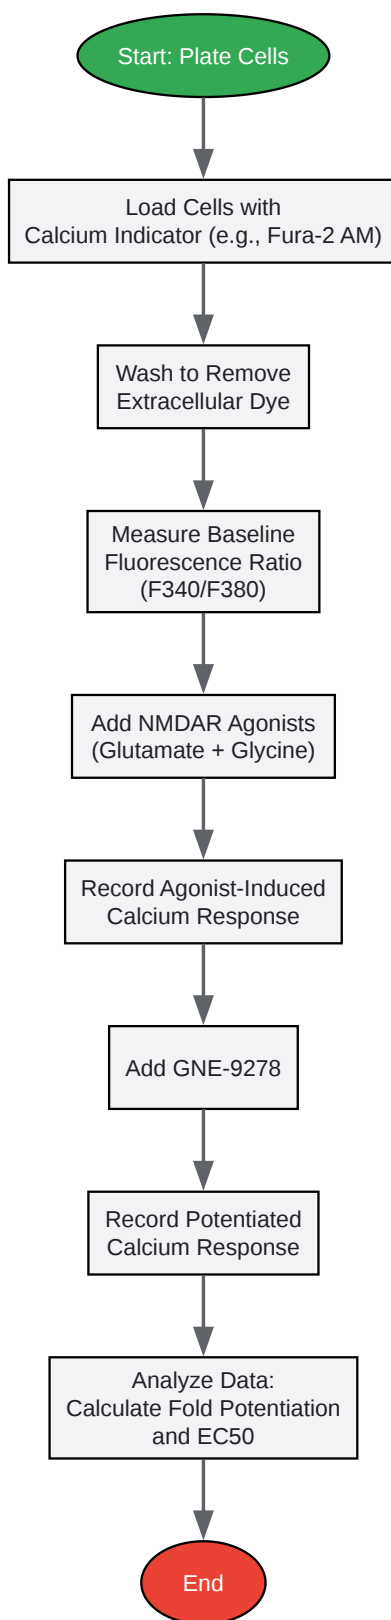 Start: Plate Cells
Load Cells with
Calcium Indicator (e.g., Fura-2 AM)
Wash to Remove
Extracellular Dye
Measure Baseline
Fluorescence Ratio
(F340/F380)
Add NMDAR Agonists
(Glutamate + Glycine)
Record Agonist-Induced
Calcium Response
Add GNE-9278
Record Potentiated
Calcium Response
Analyze Data:
Calculate Fold Potentiation
and EC50
End